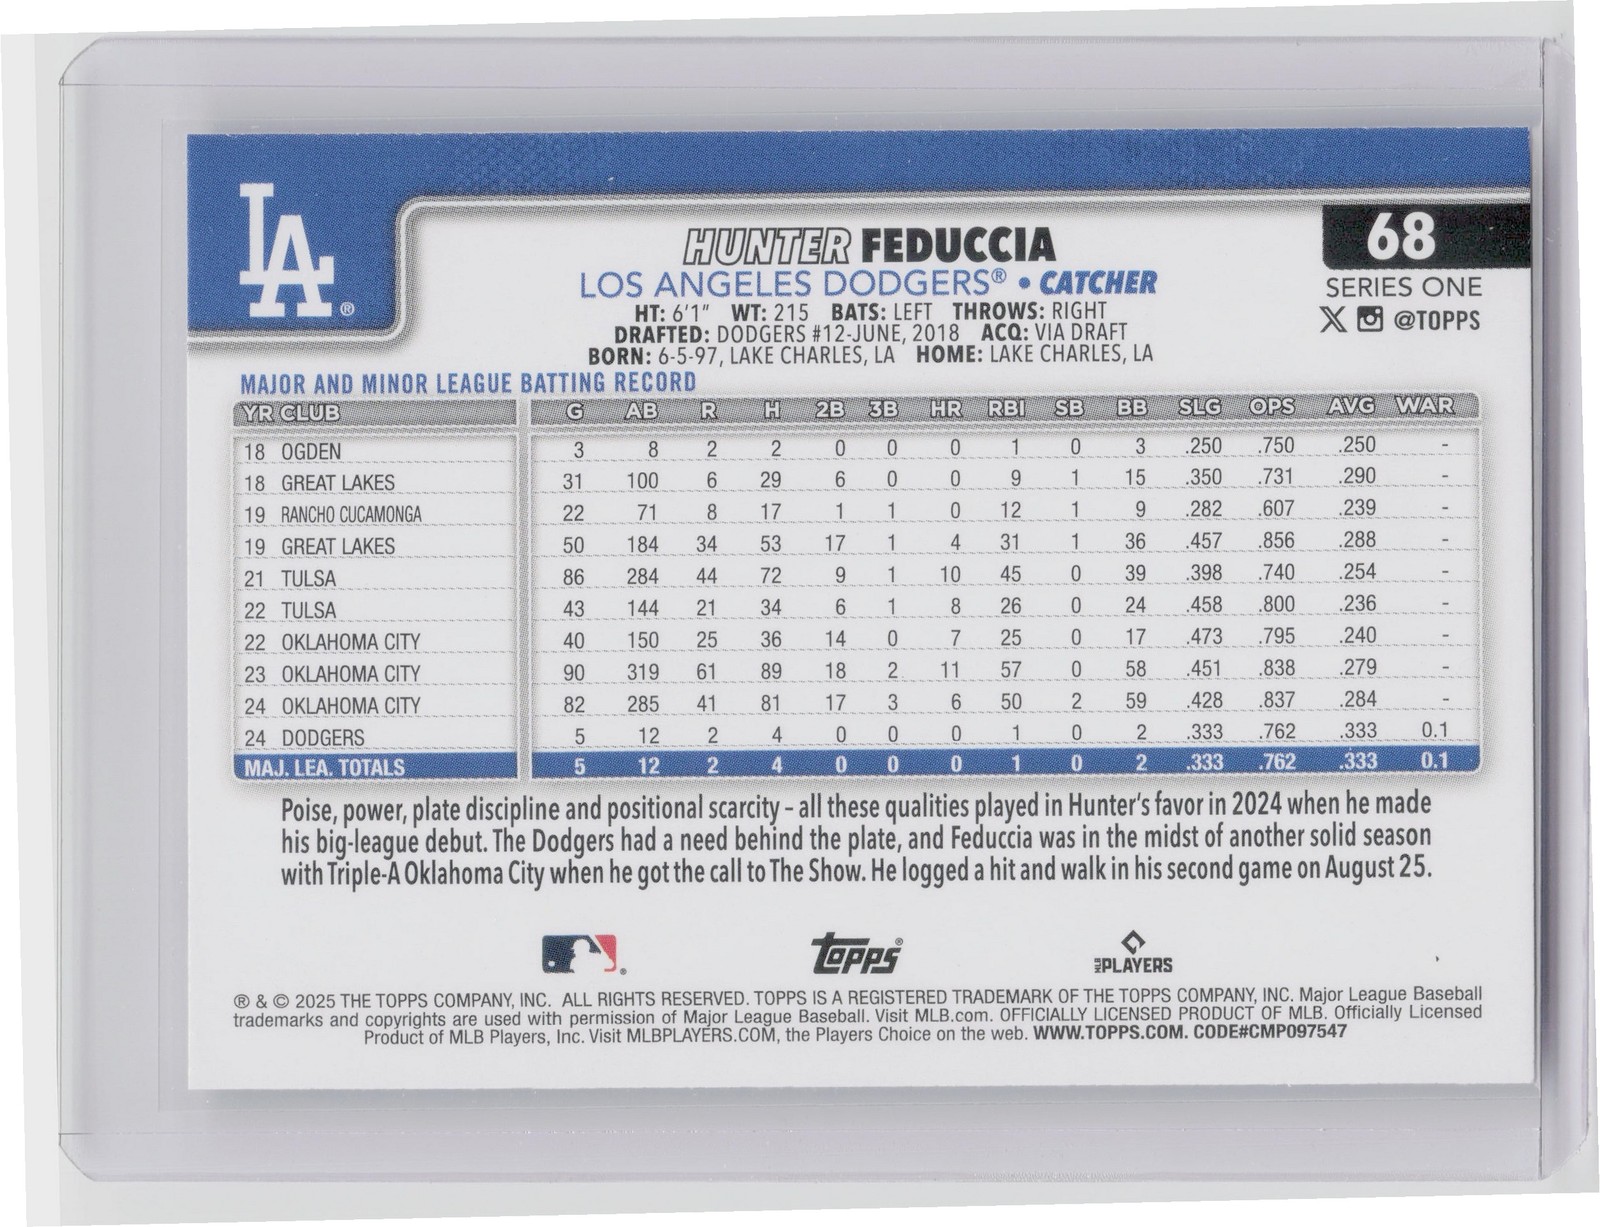 LA®
HUNTER FEDUCCIA
68
LOS ANGELES DODGERS® • CATCHER
SERIES ONE
HT: 6'1" WT: 215 BATS: LEFT THROWS: RIGHT
X @TOPPS
DRAFTED: DODGERS #12-JUNE, 2018 ACQ: VIA DRAFT
BORN: 6-5-97, LAKE CHARLES, LA HOME: LAKE CHARLES, LA
MAJOR AND MINOR LEAGUE BATTING RECORD
YR CLUB G AB R H 2B 3B HR RBI SB BB SLG OPS AVG WAR
18 OGDEN 3 8 2 2 0 0 0 1 0 3 .250 .750 .250 -
18 GREAT LAKES 31 100 6 29 6 0 0 9 1 15 .350 .731 .290 -
19 RANCHO CUCAMONGA 22 71 8 17 1 1 0 12 1 9 .282 .607 .239 -
19 GREAT LAKES 50 184 34 53 17 1 4 31 1 36 .457 .856 .288 -
21 TULSA 86 284 44 72 9 1 10 45 0 39 .398 .740 .254 -
22 TULSA 43 144 21 34 6 1 8 26 0 24 .458 .800 .236 -
22 OKLAHOMA CITY 40 150 25 36 14 0 7 25 0 17 .473 .795 .240 -
23 OKLAHOMA CITY 90 319 61 89 18 2 11 57 0 58 .451 .838 .279 -
24 OKLAHOMA CITY 82 285 41 81 17 3 6 50 2 59 .428 .837 .284 -
24 DODGERS 5 12 2 4 0 0 0 1 0 2 .333 .762 .333 0.1
MAJ. LEA. TOTALS 5 12 2 4 0 0 0 1 0 2 .333 .762 .333 0.1
Poise, power, plate discipline and positional scarcity – all these qualities played in Hunter's favor in 2024 when he made
his big-league debut. The Dodgers had a need behind the plate, and Feduccia was in the midst of another solid season
with Triple-A Oklahoma City when he got the call to The Show. He logged a hit and walk in his second game on August 25.
topps®
MLB PLAYERS
® & © 2025 THE TOPPS COMPANY, INC. ALL RIGHTS RESERVED. TOPPS IS A REGISTERED TRADEMARK OF THE TOPPS COMPANY, INC. Major League Baseball
trademarks and copyrights are used with permission of Major League Baseball. Visit MLB.com. OFFICIALLY LICENSED PRODUCT OF MLB. Officially Licensed
Product of MLB Players, Inc. Visit MLBPLAYERS.COM, the Players Choice on the web. WWW.TOPPS.COM. CODE#CMP097547